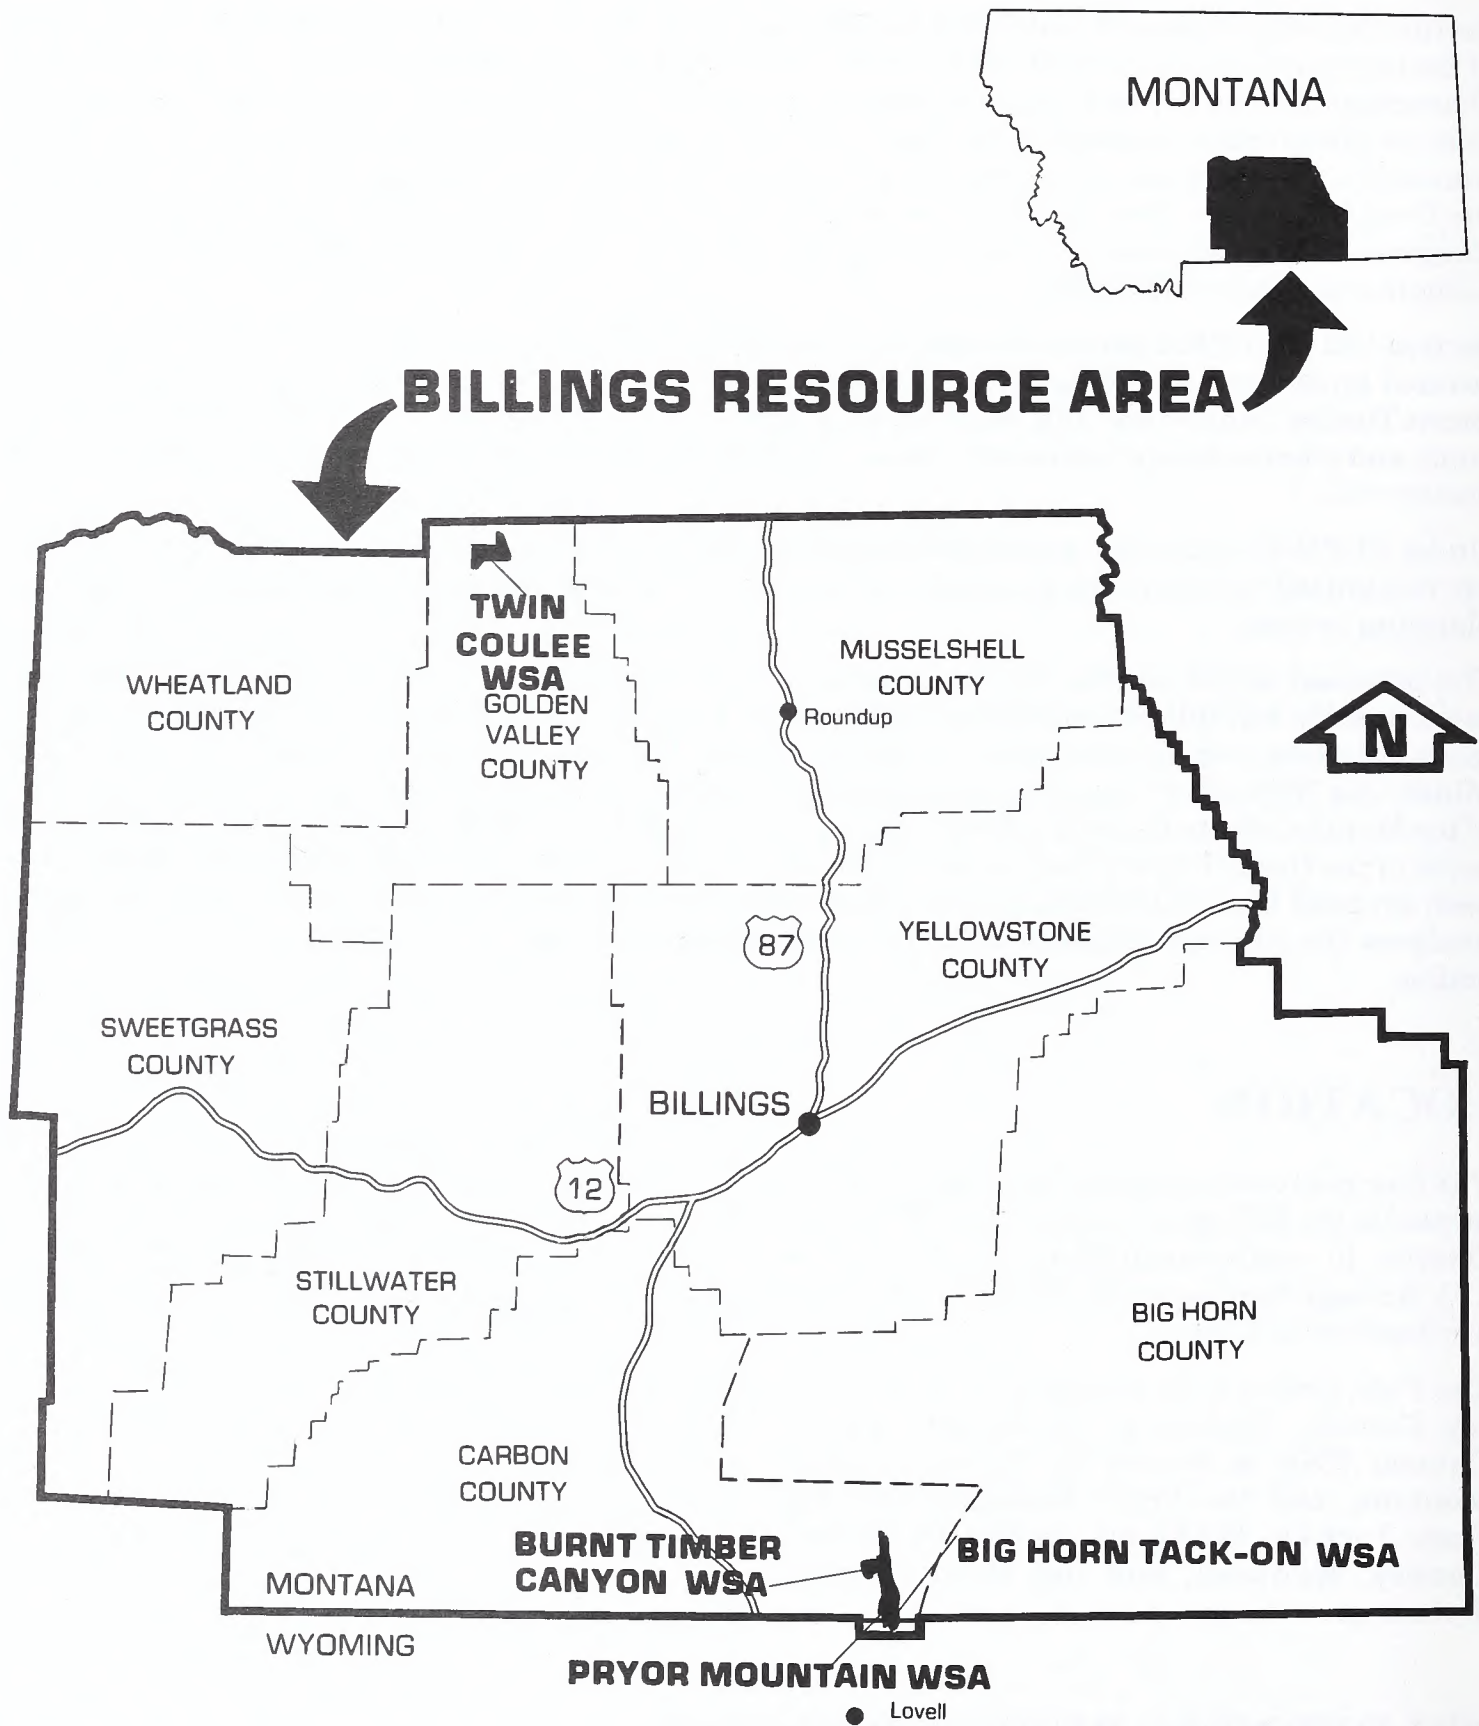 MONTANA
BILLINGS RESOURCE AREA
TWIN
COULEE
WSA
GOLDEN
VALLEY
COUNTY
WHEATLAND
COUNTY
MUSSELSHELL
COUNTY
Roundup
N
87
YELLOWSTONE
COUNTY
SWEETGRASS
COUNTY
BILLINGS
12
STILLWATER
COUNTY
BIG HORN
COUNTY
CARBON
COUNTY
BURNT TIMBER
CANYON WSA
BIG HORN TACK-ON WSA
MONTANA
WYOMING
PRYOR MOUNTAIN WSA
Lovell